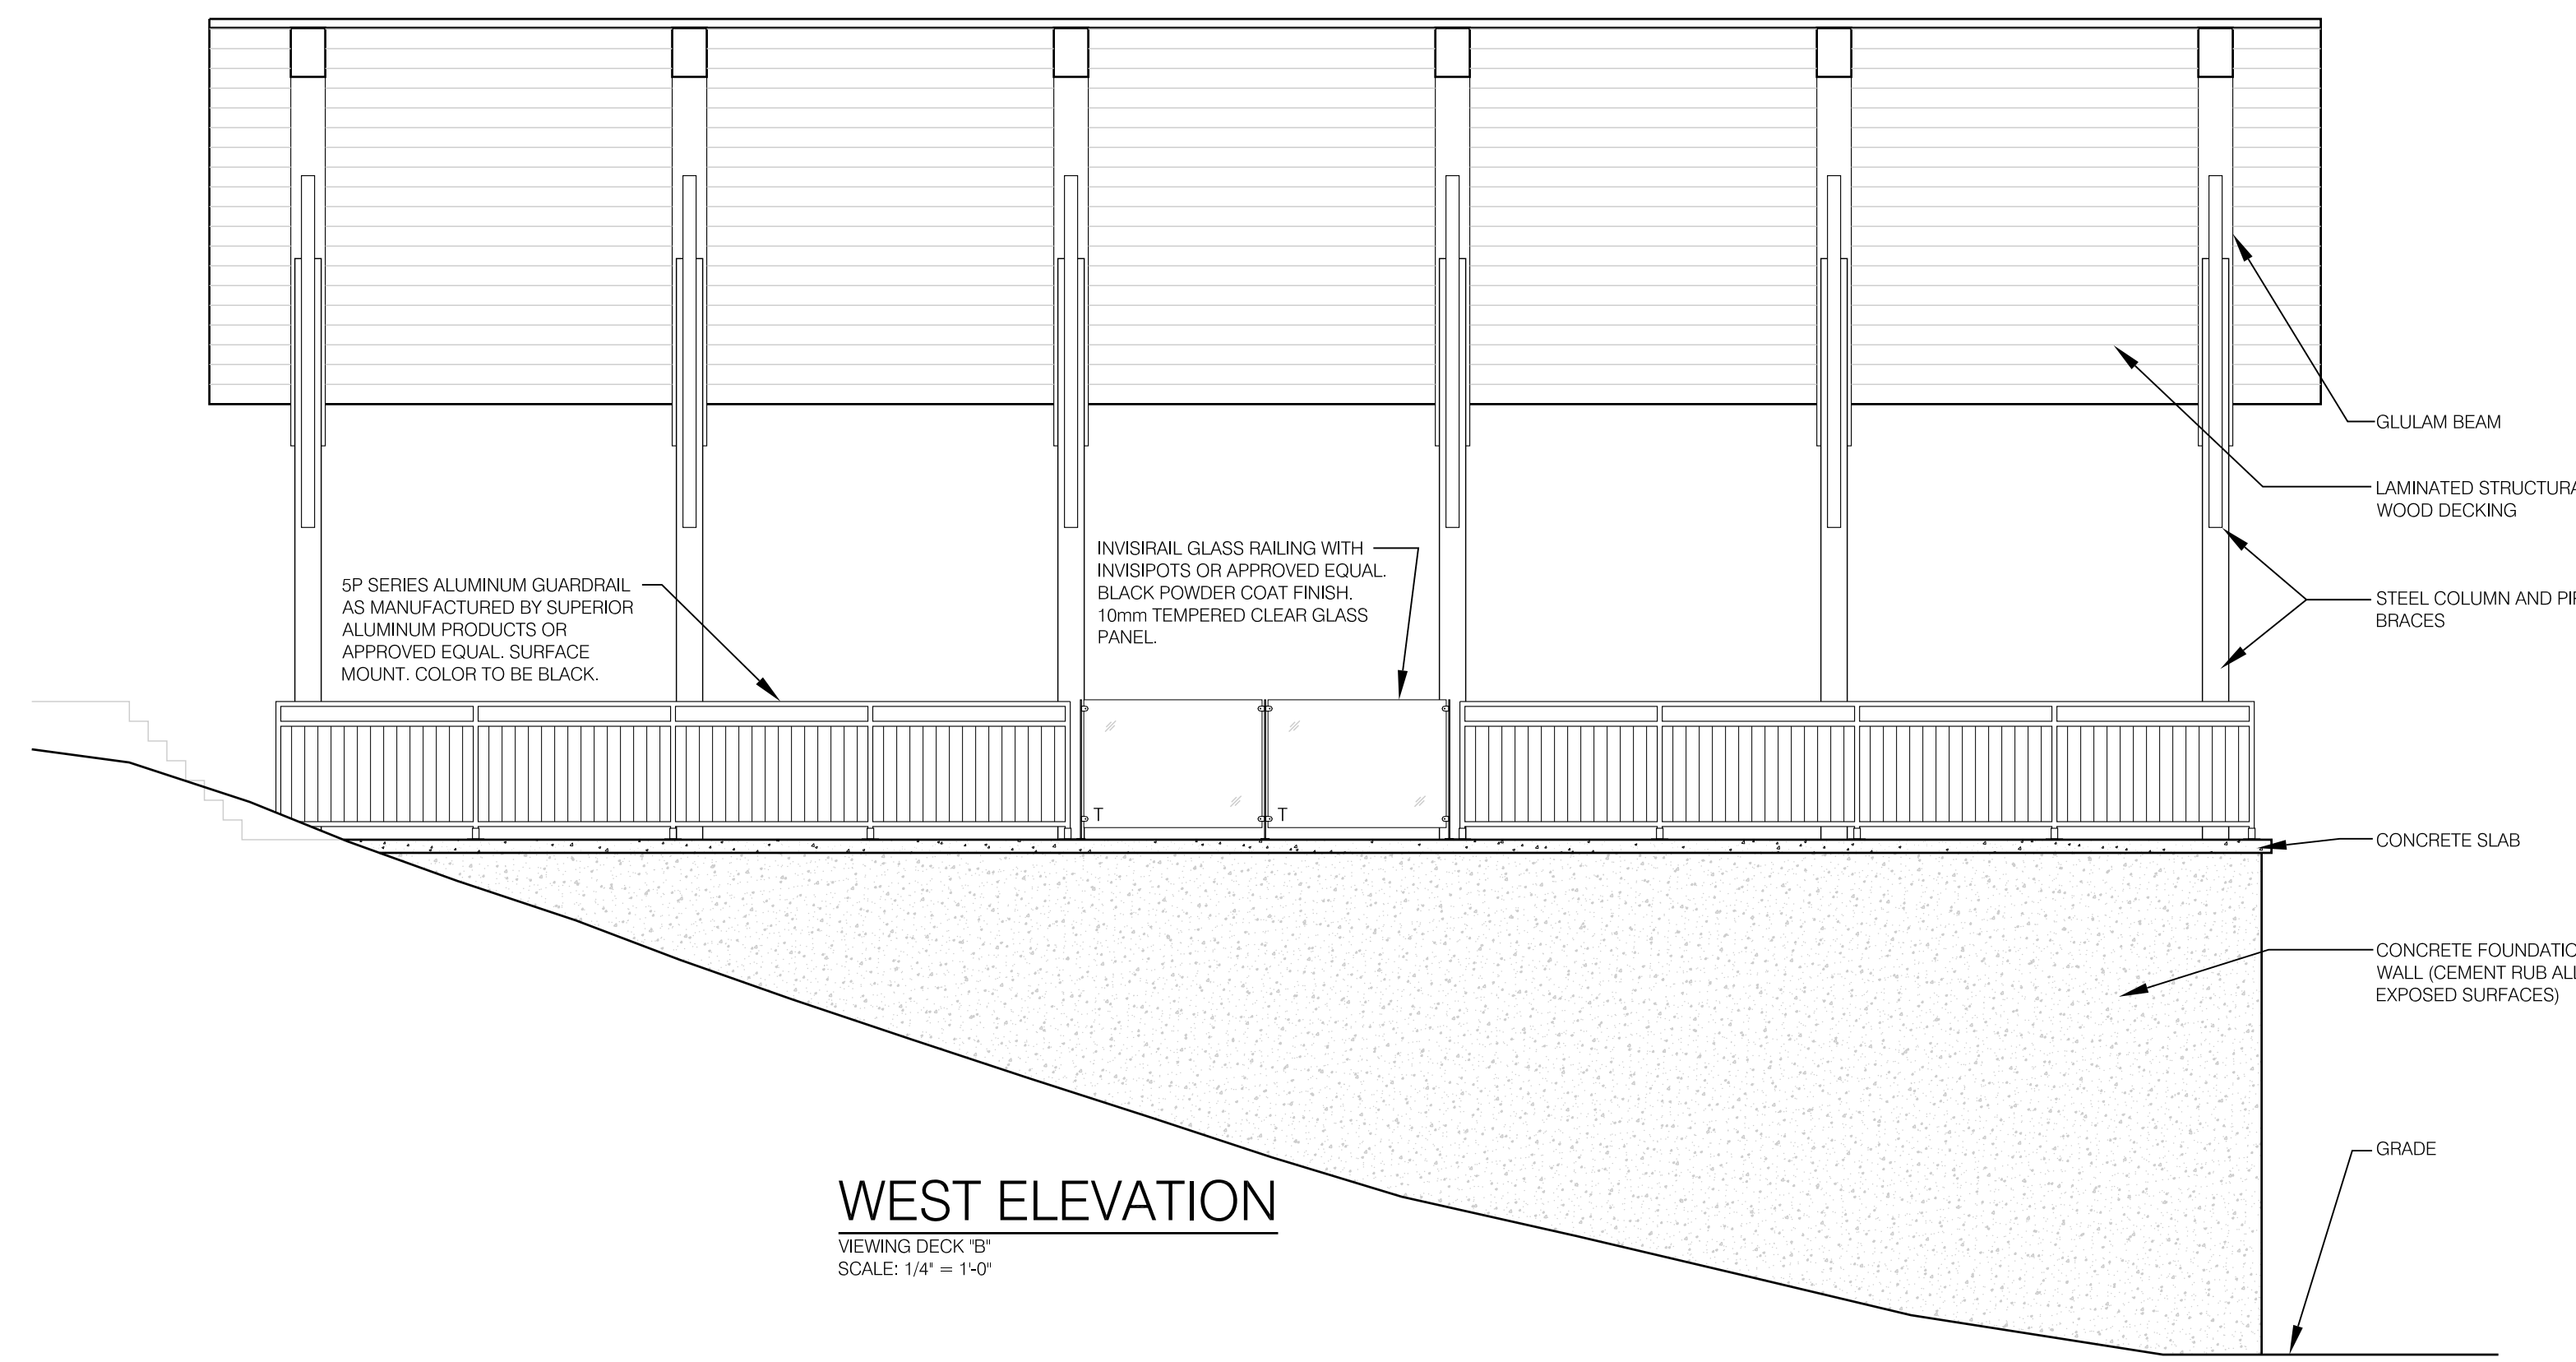 GLULAM BEAM
LAMINATED STRUCTURA
WOOD DECKING
INVISIRAIL GLASS RAILING WITH
INVISIPOTS OR APPROVED EQUAL.
BLACK POWDER COAT FINISH.
10mm TEMPERED CLEAR GLASS
PANEL.
5P SERIES ALUMINUM GUARDRAIL
AS MANUFACTURED BY SUPERIOR
ALUMINUM PRODUCTS OR
APPROVED EQUAL. SURFACE
MOUNT. COLOR TO BE BLACK.
STEEL COLUMN AND PI
BRACES
T
T
CONCRETE SLAB
CONCRETE FOUNDATIO
WALL (CEMENT RUB ALL
EXPOSED SURFACES)
GRADE
WEST ELEVATION
VIEWING DECK "B"
SCALE: 1/4" = 1'-0"